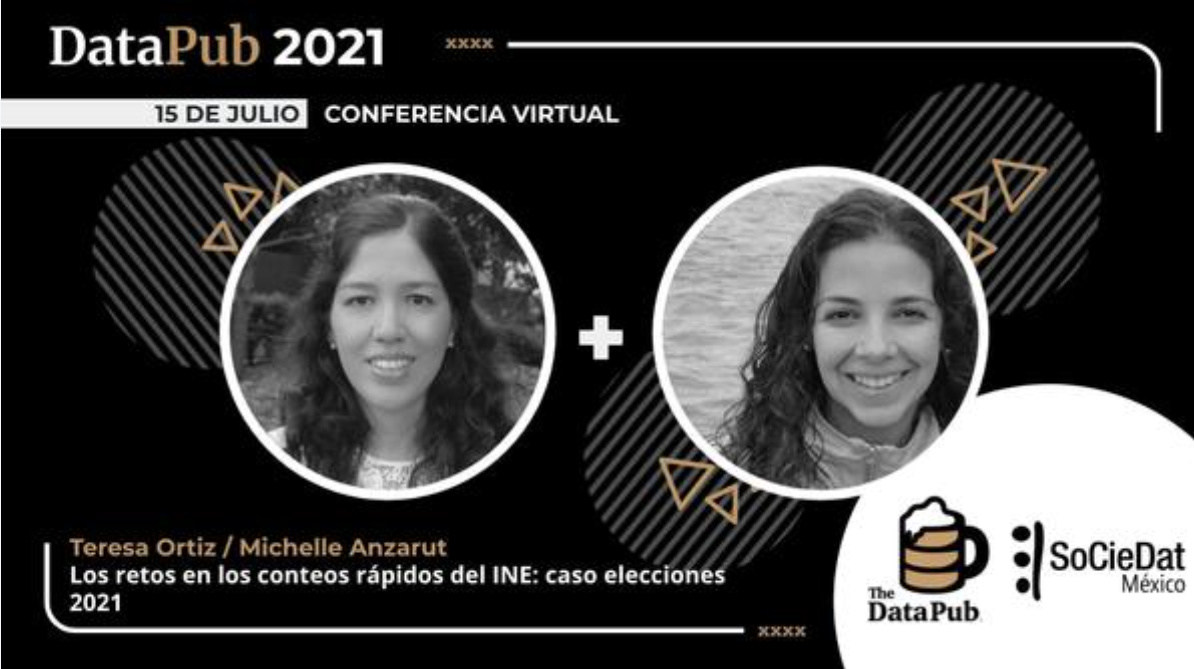 DataPub 2021
xxxx
15 DE JULIO CONFERENCIA VIRTUAL
Teresa Ortiz / Michelle Anzarut
Los retos en los conteos rápidos del INE: caso elecciones
2021
xxxx
The
DataPub
SoCieDat
México